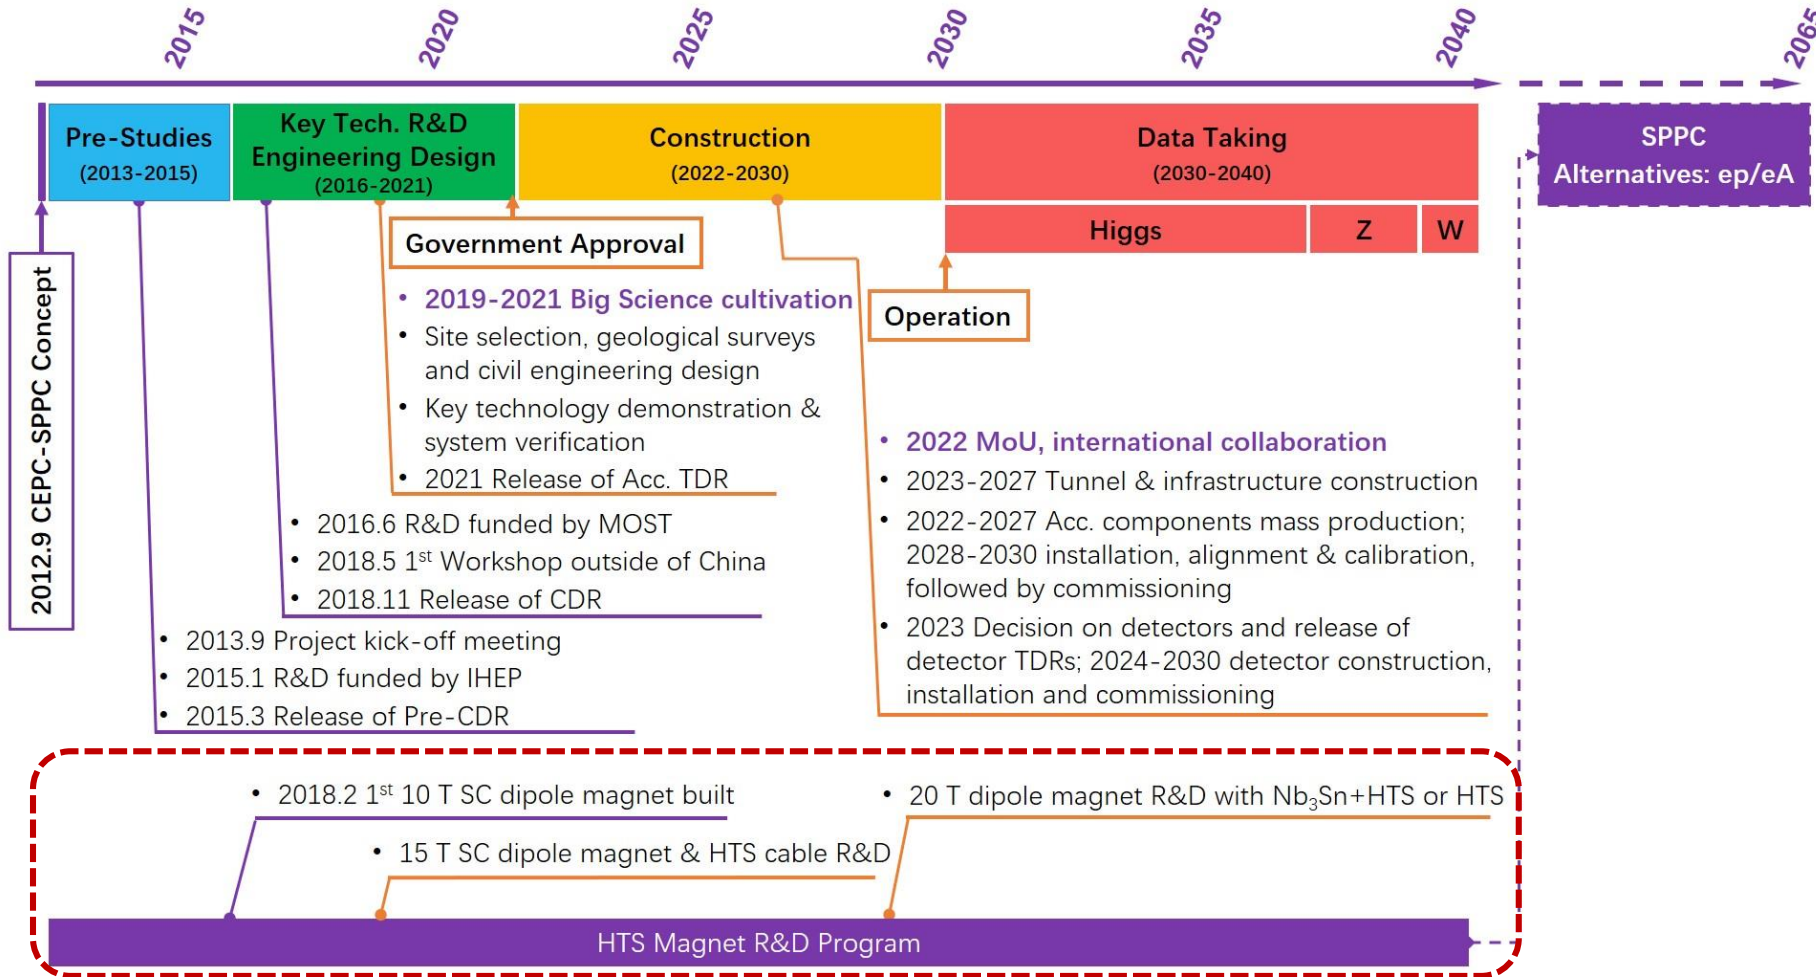 2015
2020
2025
2030
2035
2040
2065
Pre-Studies
(2013-2015)
Key Tech. R&D
Engineering Design
(2016-2021)
Construction
(2022-2030)
Data Taking
(2030-2040)
SPPC
Alternatives: ep/eA
Higgs
Z
W
2012.9 CEPC-SPPC Concept
Government Approval
Operation
• 2019-2021 Big Science cultivation
• Site selection, geological surveys
and civil engineering design
• Key technology demonstration &
system verification
• 2021 Release of Acc. TDR
• 2016.6 R&D funded by MOST
• 2018.5 1st Workshop outside of China
• 2018.11 Release of CDR
• 2013.9 Project kick-off meeting
• 2015.1 R&D funded by IHEP
• 2015.3 Release of Pre-CDR
• 2022 MoU, international collaboration
• 2023-2027 Tunnel & infrastructure construction
• 2022-2027 Acc. components mass production;
2028-2030 installation, alignment & calibration,
followed by commissioning
• 2023 Decision on detectors and release of
detector TDRs; 2024-2030 detector construction,
installation and commissioning
• 2018.2 1st 10 T SC dipole magnet built
• 15 T SC dipole magnet & HTS cable R&D
• 20 T dipole magnet R&D with Nb₃Sn+HTS or HTS
HTS Magnet R&D Program